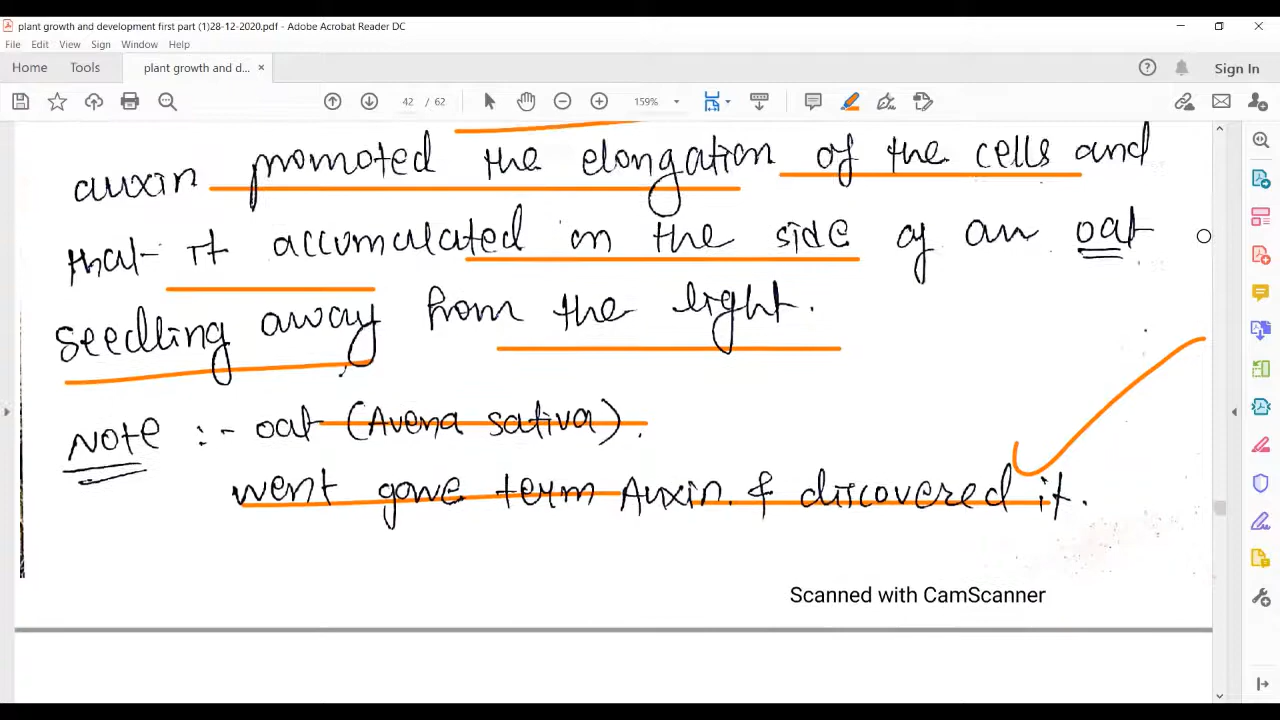 plant growth and development first part (1)28-12-2020.pdf - Adobe Acrobat Reader DC
File Edit View Sign Window Help
Home Tools plant growth and d... × Sign In
42 / 62 159%
auxin promoted the elongation of the cells and
that it accumulated on the side of an oat
seedling away from the light.
Note :- oat (Avena sativa).
went gave term Auxin & discovered it.
Scanned with CamScanner